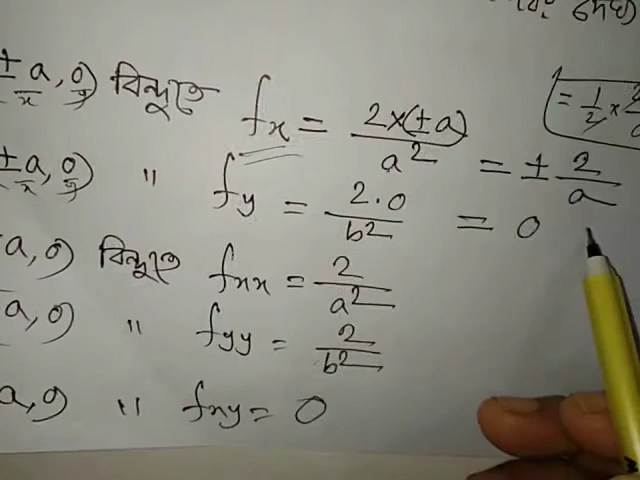 দেখ)
±a, 0) বিন্দুতে fx = 2×(±a)/a² = ± 2/a
x y
= 1/2 ×
±a, 0) " fy = 2·0/b² = 0
x y
a, 0) বিন্দুতে fxx = 2/a²
a, 0) " fyy = 2/b²
a, 0) " fxy = 0